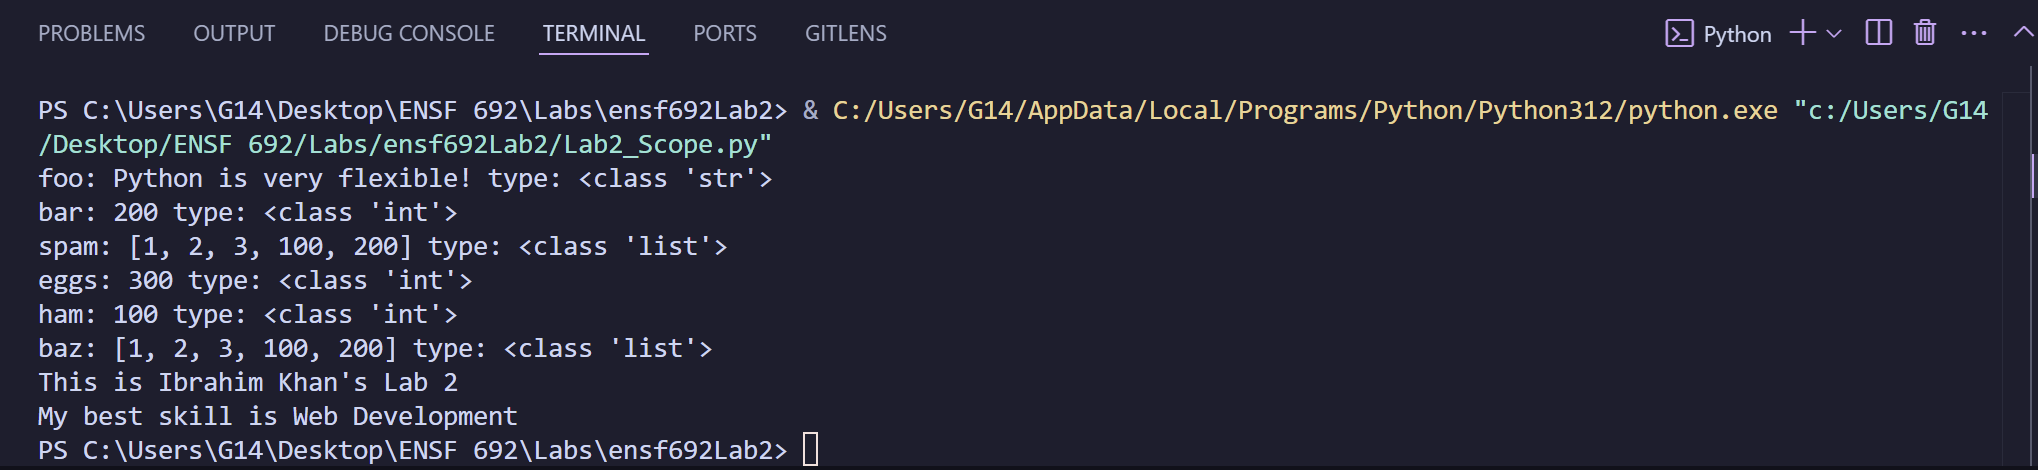 PROBLEMS OUTPUT DEBUG CONSOLE TERMINAL PORTS GITLENS Python
PS C:\Users\G14\Desktop\ENSF 692\Labs\ensf692Lab2> & C:/Users/G14/AppData/Local/Programs/Python/Python312/python.exe "c:/Users/G14
/Desktop/ENSF 692/Labs/ensf692Lab2/Lab2_Scope.py"
foo: Python is very flexible! type: <class 'str'>
bar: 200 type: <class 'int'>
spam: [1, 2, 3, 100, 200] type: <class 'list'>
eggs: 300 type: <class 'int'>
ham: 100 type: <class 'int'>
baz: [1, 2, 3, 100, 200] type: <class 'list'>
This is Ibrahim Khan's Lab 2
My best skill is Web Development
PS C:\Users\G14\Desktop\ENSF 692\Labs\ensf692Lab2>